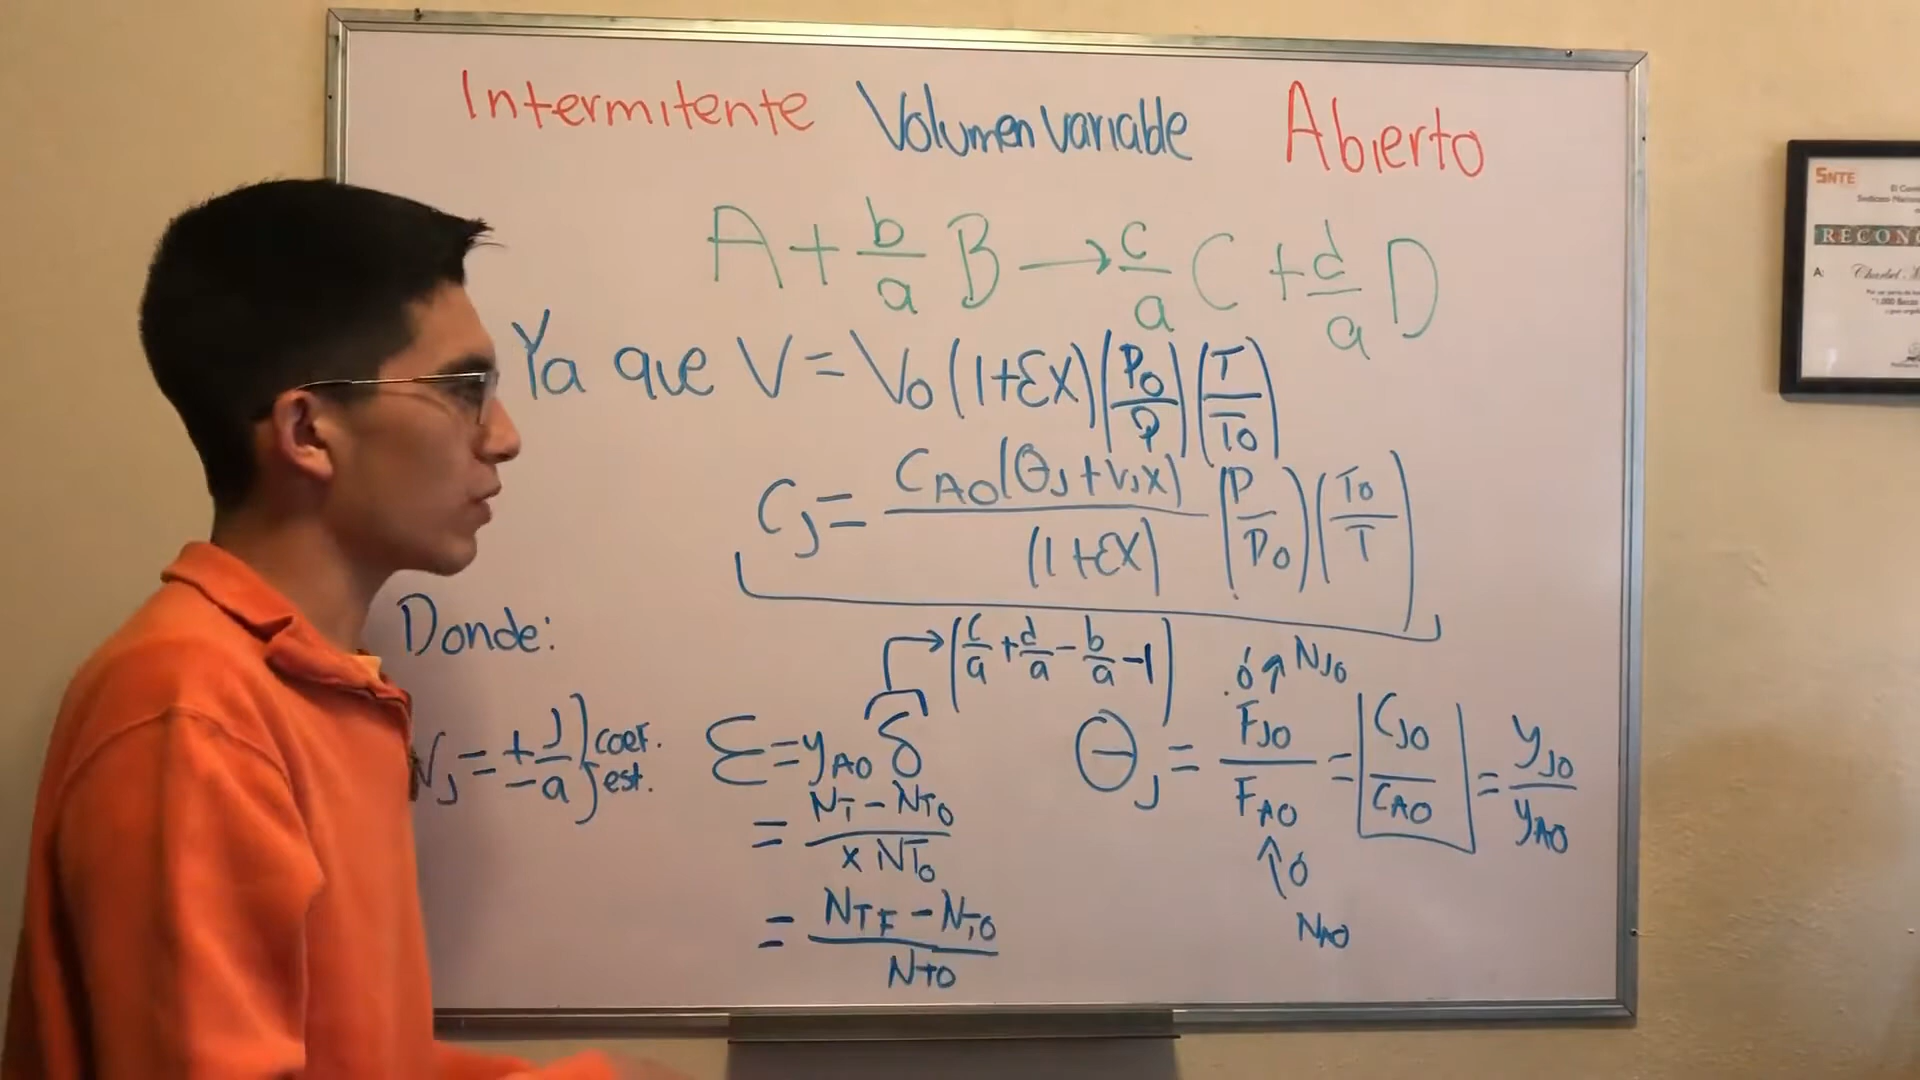 Intermitente Volumen variable Abierto
A + b/a B → c/a C + d/a D
Ya que V = V0 (1+εX) (P0/P) (T/T0)
CJ = CA0(θJ + νJX) / (1+εX) (P/P0) (T0/T)
Donde:
νJ = +- J/a } coef. est.
ε = yA0 δ → (c/a + d/a - b/a - 1)
= NT - NT0 / X NT0
= NTF - NT0 / NT0
ΘJ = FJ0 / FA0 = CJ0 / CA0 = yJ0 / yA0
ó NJ0
ó
NA0
SNTE
RECON
A: